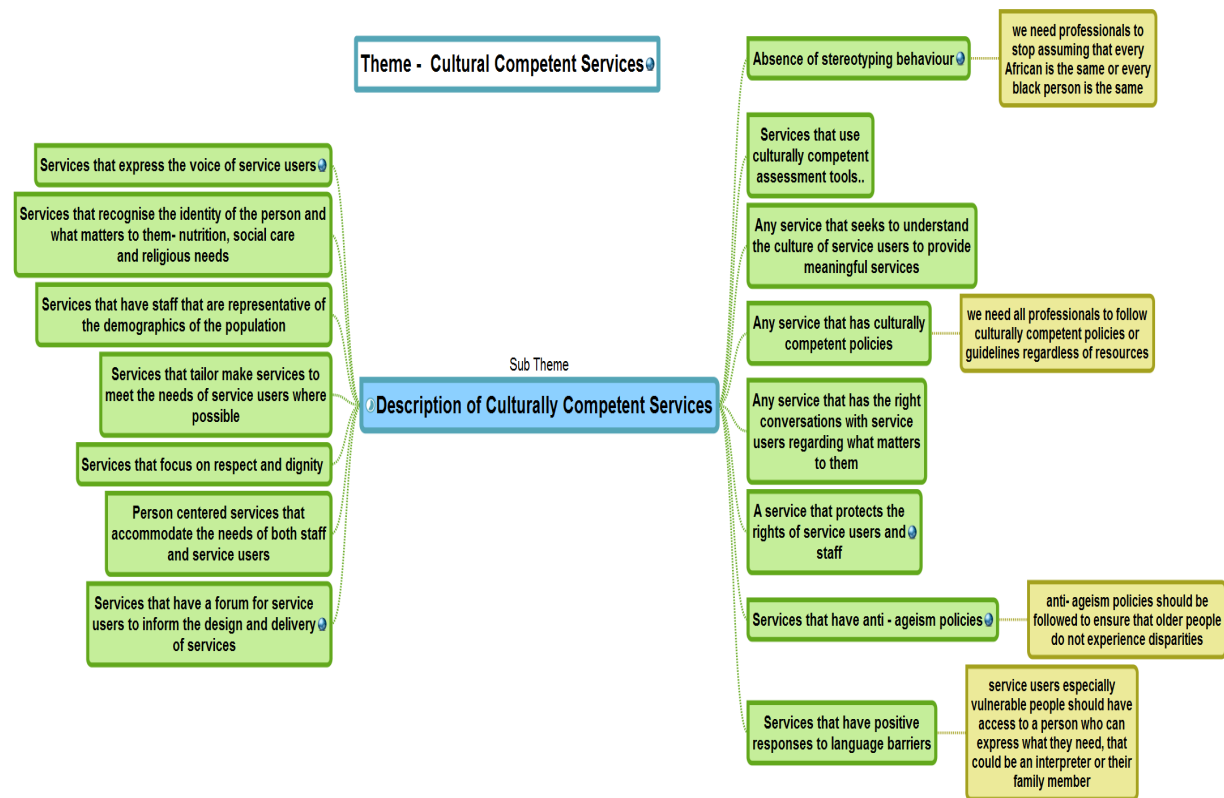 Theme - Cultural Competent Services
Services that express the voice of service users
Services that recognise the identity of the person and
what matters to them- nutrition, social care
and religious needs
Services that have staff that are representative of
the demographics of the population
Services that tailor make services to
meet the needs of service users where
possible
Services that focus on respect and dignity
Person centered services that
accommodate the needs of both staff
and service users
Services that have a forum for service
users to inform the design and delivery
of services
Sub Theme
Description of Culturally Competent Services
Absence of stereotyping behaviour
we need professionals to
stop assuming that every
African is the same or every
black person is the same
Services that use
culturally competent
assessment tools..
Any service that seeks to understand
the culture of service users to provide
meaningful services
Any service that has culturally
competent policies
we need all professionals to follow
culturally competent policies or
guidelines regardless of resources
Any service that has the right
conversations with service
users regarding what matters
to them
A service that protects the
rights of service users and
staff
Services that have anti - ageism policies
anti- ageism policies should be
followed to ensure that older people
do not experience disparities
Services that have positive
responses to language barriers
service users especially
vulnerable people should have
access to a person who can
express what they need, that
could be an interpreter or their
family member